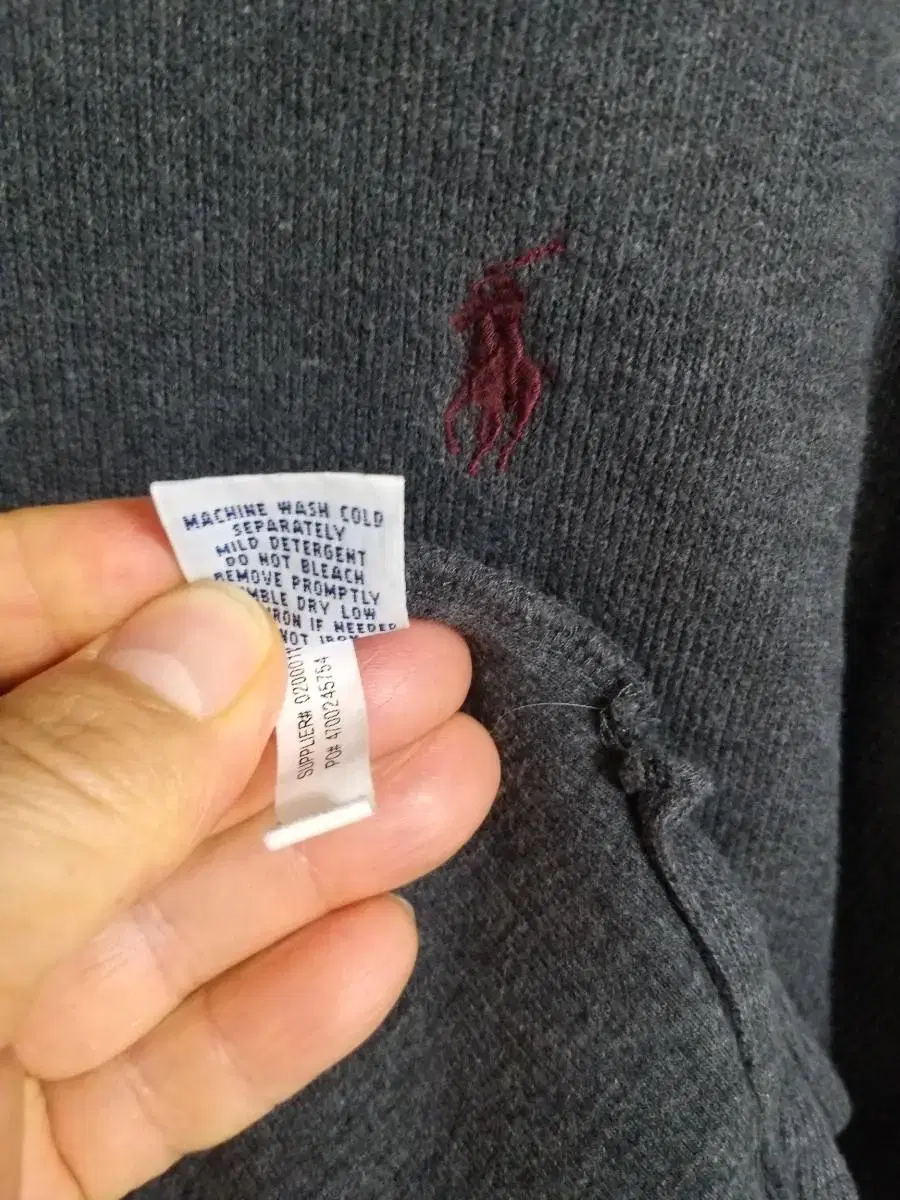 MACHINE WASH COLD
SEPARATELY
MILD DETERGENT
DO NOT BLEACH
REMOVE PROMPTLY
DRY LOW
IF NEEDED
SUPPLIER#
PO# 4700245754